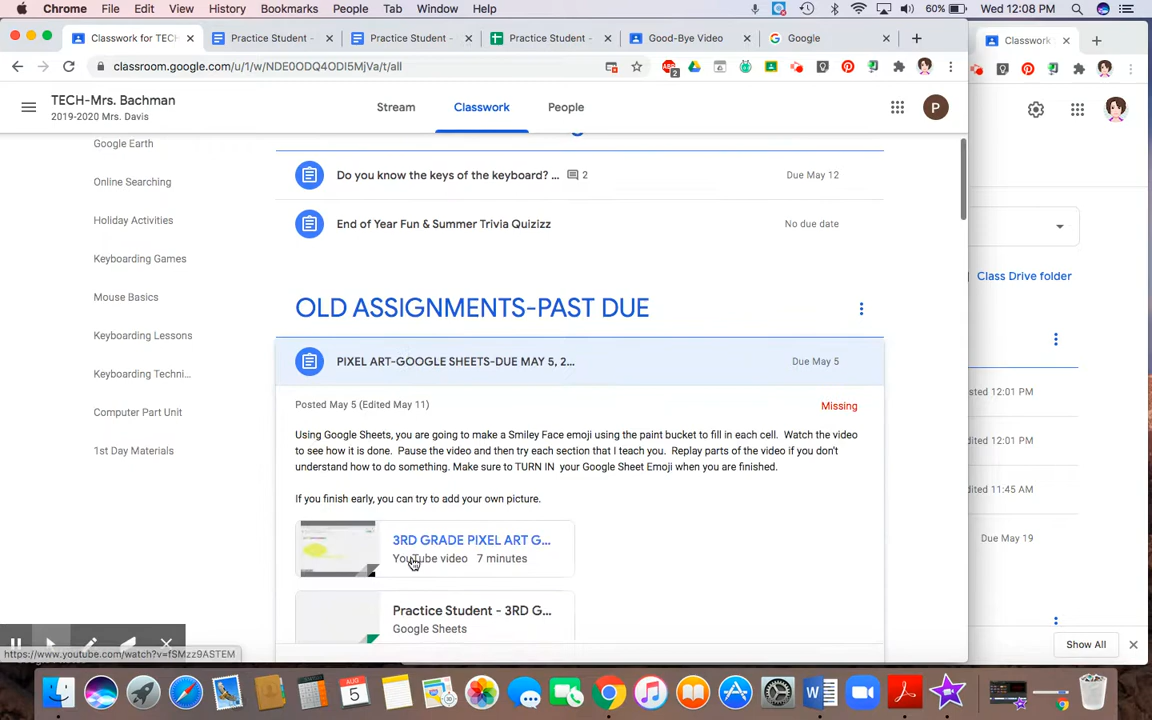 Chrome File Edit View History Bookmarks People Tab Window Help 60% Wed 12:08 PM
Classwork for TECH Practice Student - Practice Student - Practice Student - Good-Bye Video Google Classwork
classroom.google.com/u/1/w/NDE0ODQ4ODI5MjVa/t/all 2
TECH-Mrs. Bachman
2019-2020 Mrs. Davis
Stream Classwork People P
Google Earth
Online Searching
Holiday Activities
Keyboarding Games
Mouse Basics
Keyboarding Lessons
Keyboarding Techni...
Computer Part Unit
1st Day Materials
Do you know the keys of the keyboard? ... 2 Due May 12
End of Year Fun & Summer Trivia Quizizz No due date
OLD ASSIGNMENTS-PAST DUE
PIXEL ART-GOOGLE SHEETS-DUE MAY 5, 2... Due May 5
Posted May 5 (Edited May 11) Missing
Using Google Sheets, you are going to make a Smiley Face emoji using the paint bucket to fill in each cell. Watch the video
to see how it is done. Pause the video and then try each section that I teach you. Replay parts of the video if you don't
understand how to do something. Make sure to TURN IN your Google Sheet Emoji when you are finished.
If you finish early, you can try to add your own picture.
3RD GRADE PIXEL ART G...
YouTube video 7 minutes
Practice Student - 3RD G...
Google Sheets
Class Drive folder
sted 12:01 PM
dited 12:01 PM
dited 11:45 AM
Due May 19
Show All
https://www.youtube.com/watch?v=fSMzz9ASTEM
AUG
5